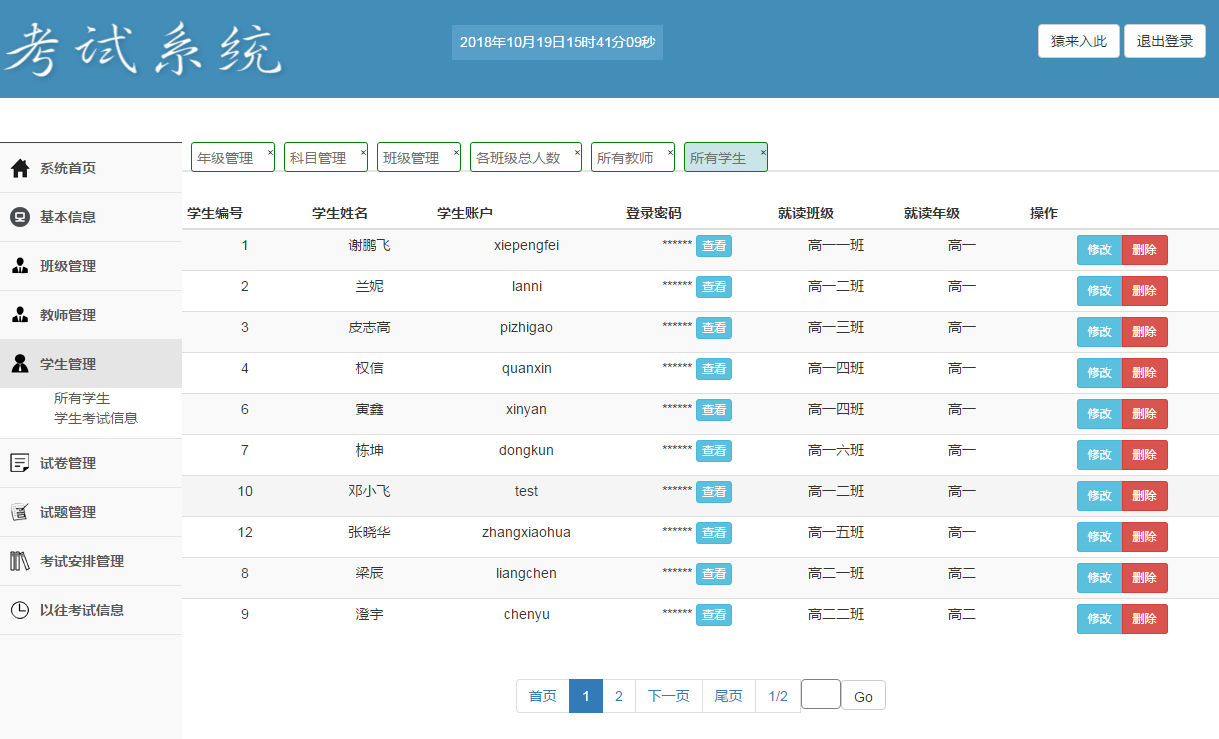 考试系统
2018年10月19日15时41分09秒
猿来入此 退出登录
年级管理 × 科目管理 × 班级管理 × 各班级总人数 × 所有教师 × 所有学生 ×
系统首页
基本信息
班级管理
教师管理
学生管理
所有学生
学生考试信息
试卷管理
试题管理
考试安排管理
以往考试信息
学生编号 学生姓名 学生账户 登录密码 就读班级 就读年级 操作
1 谢鹏飞 xiepengfei ****** 查看 高一一班 高一 修改 删除
2 兰妮 lanni ****** 查看 高一二班 高一 修改 删除
3 皮志高 pizhigao ****** 查看 高一三班 高一 修改 删除
4 权信 quanxin ****** 查看 高一四班 高一 修改 删除
6 寅鑫 xinyan ****** 查看 高一四班 高一 修改 删除
7 栋坤 dongkun ****** 查看 高一六班 高一 修改 删除
10 邓小飞 test ****** 查看 高一二班 高一 修改 删除
12 张晓华 zhangxiaohua ****** 查看 高一五班 高一 修改 删除
8 梁辰 liangchen ****** 查看 高二一班 高二 修改 删除
9 澄宇 chenyu ****** 查看 高二二班 高二 修改 删除
首页 1 2 下一页 尾页 1/2 Go